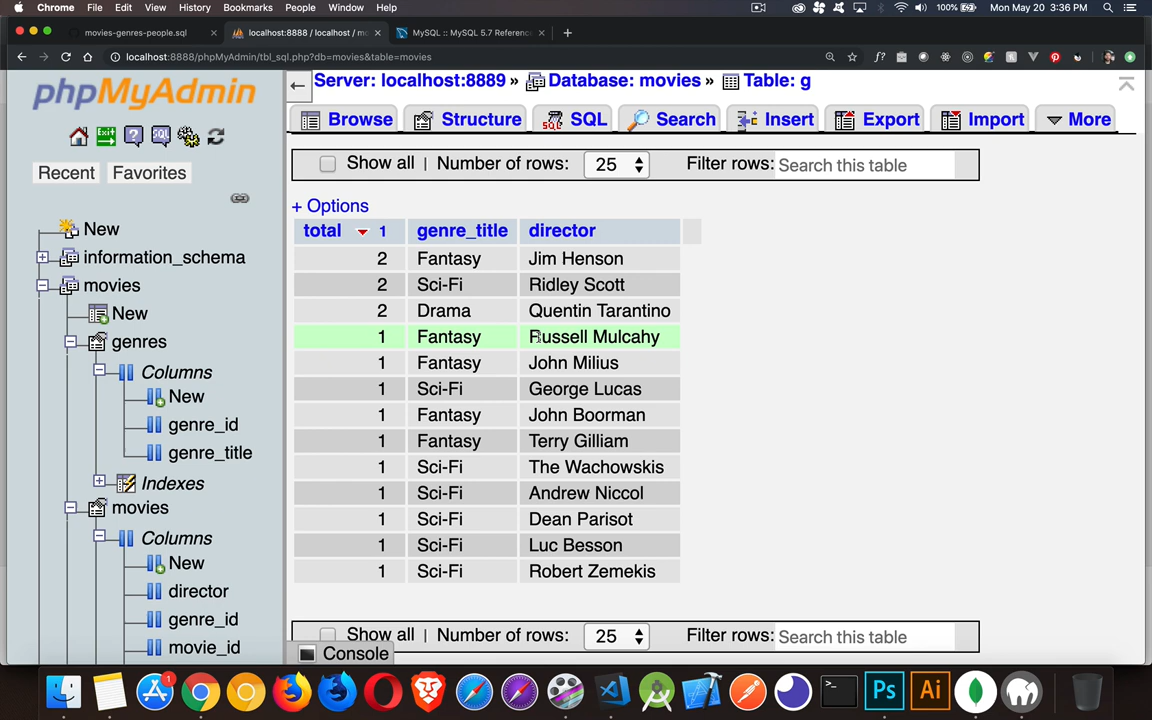 Chrome File Edit View History Bookmarks People Window Help 100% Mon May 20 3:36 PM
movies-genres-people.sql × localhost:8888 / localhost / mo × MySQL :: MySQL 5.7 Referenc × +
localhost:8888/phpMyAdmin/tbl_sql.php?db=movies&table=movies
phpMyAdmin
Recent Favorites
New
information_schema
movies
New
genres
Columns
New
genre_id
genre_title
Indexes
movies
Columns
New
director
genre_id
movie_id
Server: localhost:8889 » Database: movies » Table: g
Browse Structure SQL Search Insert Export Import More
Show all | Number of rows: 25 Filter rows: Search this table
+ Options
total 1 genre_title director
2 Fantasy Jim Henson
2 Sci-Fi Ridley Scott
2 Drama Quentin Tarantino
1 Fantasy Russell Mulcahy
1 Fantasy John Milius
1 Sci-Fi George Lucas
1 Fantasy John Boorman
1 Fantasy Terry Gilliam
1 Sci-Fi The Wachowskis
1 Sci-Fi Andrew Niccol
1 Sci-Fi Dean Parisot
1 Sci-Fi Luc Besson
1 Sci-Fi Robert Zemekis
Show all | Number of rows: 25 Filter rows: Search this table
Console
1
Ps Ai